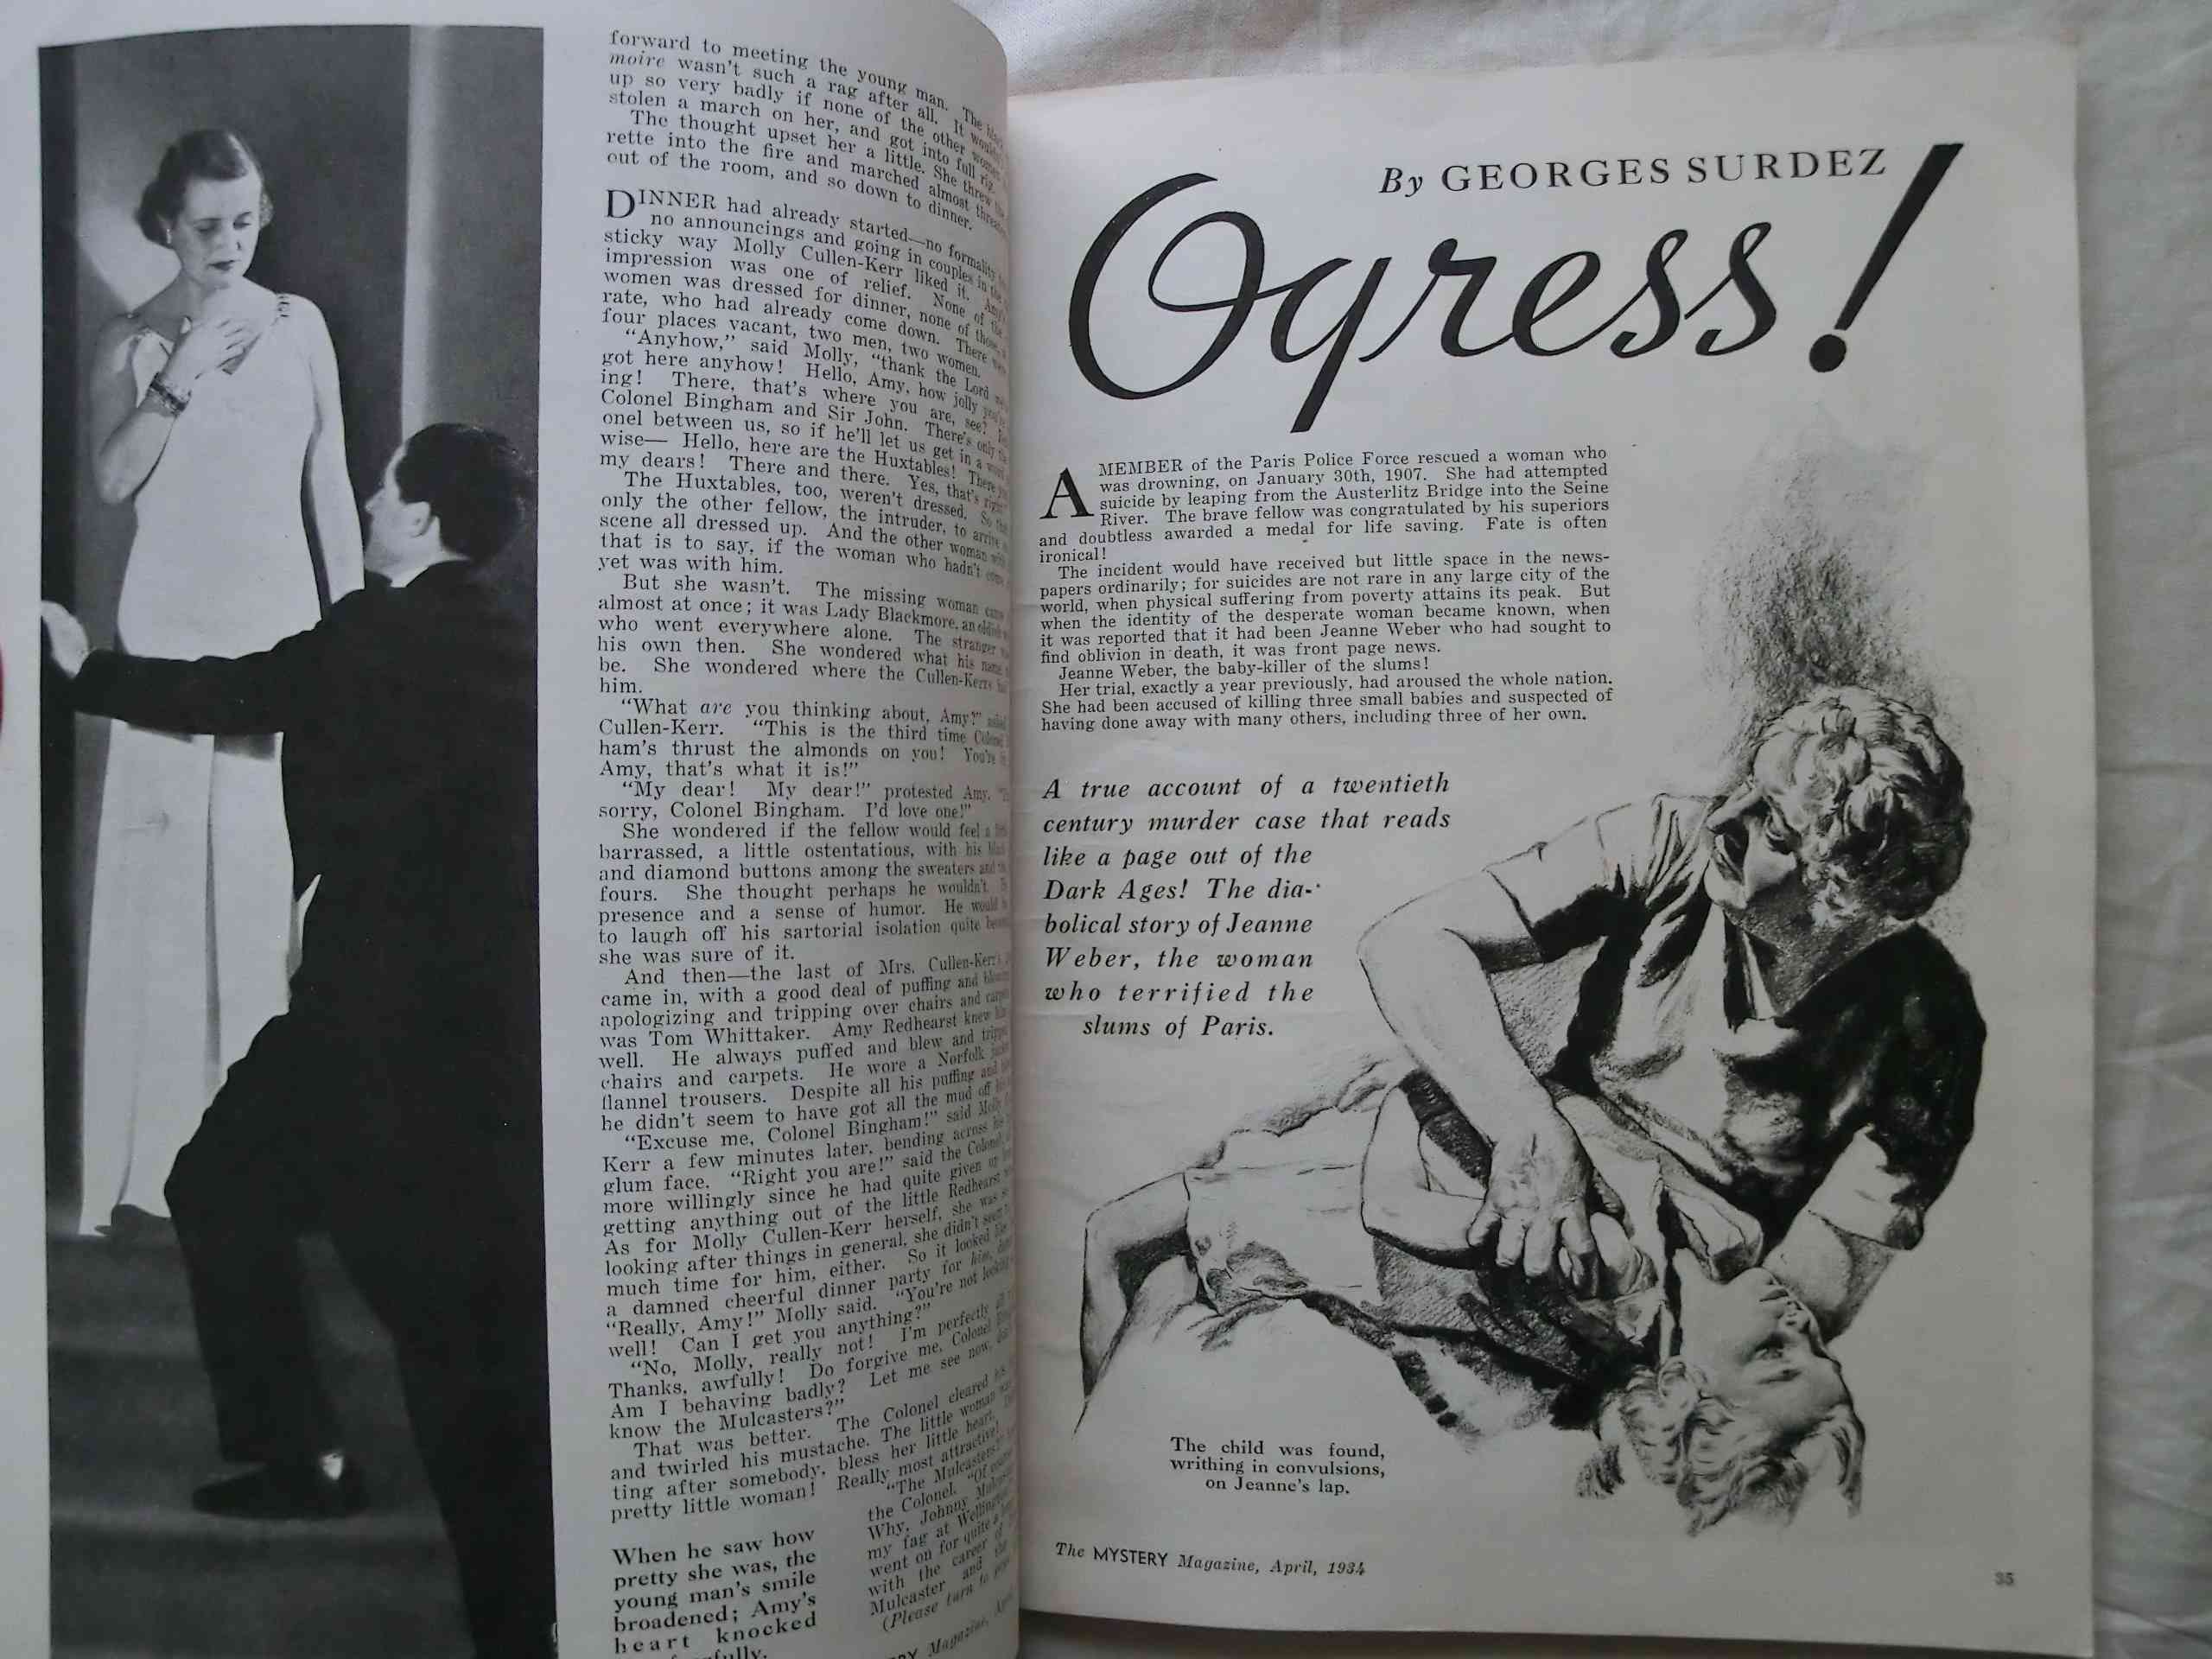 forward to meeting the young man. The
moire wasn't such a rag after all. It
up so very badly if none of the other
stolen a march on her, and got into full rig.
The thought upset her a little. She threw
rette into the fire and marched almost
out of the room, and so down to dinner.
DINNER had already started—no formality
no announcings and going in couples in the
sticky way Molly Cullen-Kerr liked it.
impression was one of relief. None of the
women was dressed for dinner, none of those,
rate, who had already come down. There
four places vacant, two men, two women.
"Anyhow," said Molly, "thank the Lord
got here anyhow! Hello, Amy, how jolly
ing! There, that's where you are, see?
Colonel Bingham and Sir John. There's only
onel between us, so if he'll let us get in a
wise— Hello, here are the Huxtables! There
my dears! There and there. Yes, that's right"
The Huxtables, too, weren't dressed. So
only the other fellow, the intruder, to arrive
scene all dressed up. And the other woman
that is to say, if the woman who hadn't
yet was with him.
But she wasn't. The missing woman
almost at once; it was Lady Blackmore, an
who went everywhere alone. The stranger
his own then. She wondered what his name
be. She wondered where the Cullen-Kerrs
him.
"What are you thinking about, Amy?"
Cullen-Kerr. "This is the third time
ham's thrust the almonds on you! You're
Amy, that's what it is!"
"My dear! My dear!" protested Amy.
sorry, Colonel Bingham. I'd love one!"
She wondered if the fellow would feel a
barrassed, a little ostentatious, with his
and diamond buttons among the sweaters and
fours. She thought perhaps he wouldn't.
presence and a sense of humor. He would
to laugh off his sartorial isolation quite
she was sure of it.
And then—the last of Mrs. Cullen-Kerr's
came in, with a good deal of puffing and
apologizing and tripping over chairs and
was Tom Whittaker. Amy Redhearst knew
well. He always puffed and blew and
chairs and carpets. He wore a Norfolk
flannel trousers. Despite all his puffing and
he didn't seem to have got all the mud off
"Excuse me, Colonel Bingham!" said Molly
Kerr a few minutes later, bending across
glum face. "Right you are!" said the Colonel,
more willingly since he had quite given up
getting anything out of the little Redhearst
As for Molly Cullen-Kerr herself, she was
looking after things in general, she didn't seem
much time for him, either. So it looked like
a damned cheerful dinner party for him,
"Really, Amy!" Molly said. "You're not looking
well! Can I get you anything?"
"No, Molly, really not! I'm perfectly
Thanks, awfully! Do forgive me, Colonel
Am I behaving badly? Let me see now,
know the Mulcasters?"
That was better. The Colonel cleared
and twirled his mustache. The little woman
ting after somebody, bless her little heart.
pretty little woman! Really most attractive!
"The Mulcasters?"
the Colonel. "Of
Why, Johnny
my fag at
went on for quite a
with the career of
Mulcaster and the
(Please turn to
When he saw how
pretty she was, the
young man's smile
broadened; Amy's
heart knocked
Magazine,
By GEORGES SURDEZ
Ogress!
A MEMBER of the Paris Police Force rescued a woman who
was drowning, on January 30th, 1907. She had attempted
suicide by leaping from the Austerlitz Bridge into the Seine
River. The brave fellow was congratulated by his superiors
and doubtless awarded a medal for life saving. Fate is often
ironical!
The incident would have received but little space in the news-
papers ordinarily; for suicides are not rare in any large city of the
world, when physical suffering from poverty attains its peak. But
when the identity of the desperate woman became known, when
it was reported that it had been Jeanne Weber who had sought to
find oblivion in death, it was front page news.
Jeanne Weber, the baby-killer of the slums!
Her trial, exactly a year previously, had aroused the whole nation.
She had been accused of killing three small babies and suspected of
having done away with many others, including three of her own.
A true account of a twentieth
century murder case that reads
like a page out of the
Dark Ages! The dia-
bolical story of Jeanne
Weber, the woman
who terrified the
slums of Paris.
The child was found,
writhing in convulsions,
on Jeanne's lap.
The MYSTERY Magazine, April, 1934
35